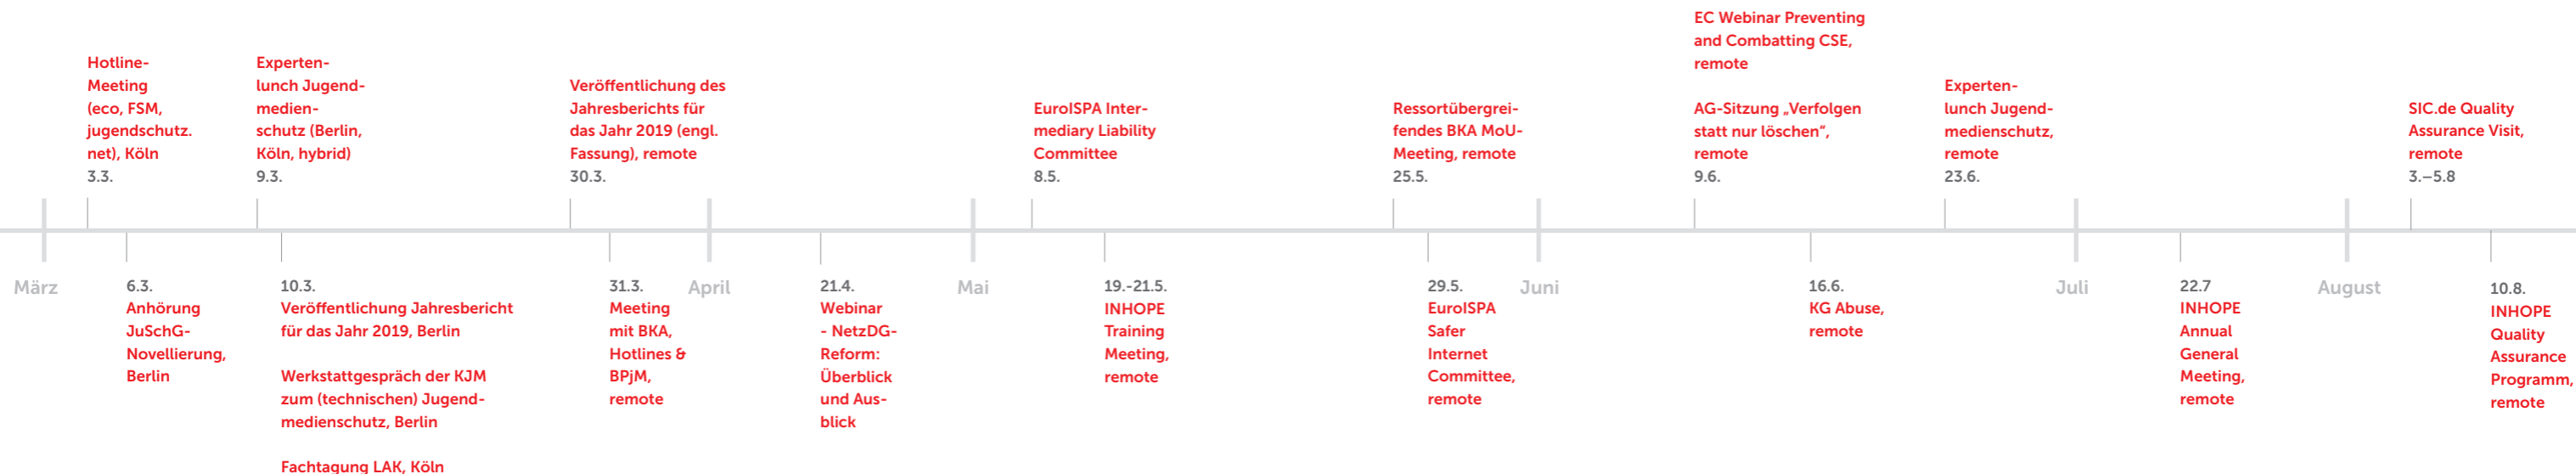 Hotline-
Meeting
(eco, FSM,
jugendschutz.
net), Köln
3.3.
Experten-
lunch Jugend-
medien-
schutz (Berlin,
Köln, hybrid)
9.3.
Veröffentlichung des
Jahresberichts für
das Jahr 2019 (engl.
Fassung), remote
30.3.
EuroISPA Inter-
mediary Liability
Committee
8.5.
Ressortübergrei-
fendes BKA MoU-
Meeting, remote
25.5.
EC Webinar Preventing
and Combatting CSE,
remote
AG-Sitzung „Verfolgen
statt nur löschen“,
remote
9.6.
Experten-
lunch Jugend-
medienschutz,
remote
23.6.
SIC.de Quality
Assurance Visit,
remote
3.–5.8
März
6.3.
Anhörung
JuSchG-
Novellierung,
Berlin
10.3.
Veröffentlichung Jahresbericht
für das Jahr 2019, Berlin
Werkstattgespräch der KJM
zum (technischen) Jugend-
medienschutz, Berlin
Fachtagung LAK, Köln
31.3.
Meeting
mit BKA,
Hotlines &
BPjM,
remote
April
21.4.
Webinar
- NetzDG-
Reform:
Überblick
und Aus-
blick
Mai
19.-21.5.
INHOPE
Training
Meeting,
remote
29.5.
EuroISPA
Safer
Internet
Committee,
remote
Juni
16.6.
KG Abuse,
remote
Juli
22.7
INHOPE
Annual
General
Meeting,
remote
August
10.8.
INHOPE
Quality
Assurance
Programm,
remote